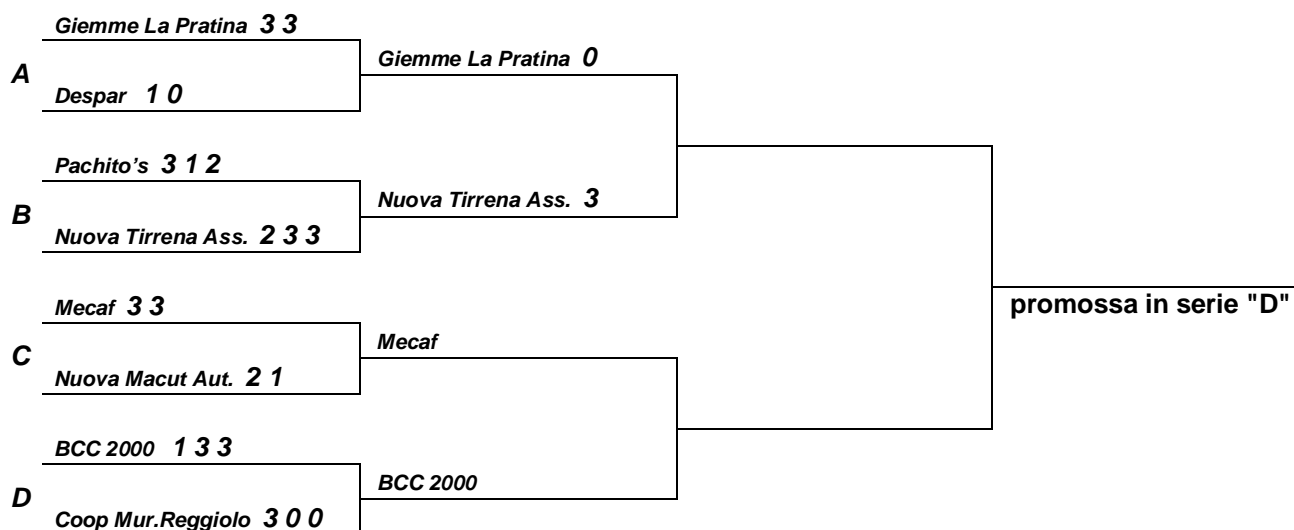 Giemme La Pratina 3 3
A
Despar 1 0
Giemme La Pratina 0
Pachito's 3 1 2
B
Nuova Tirrena Ass. 2 3 3
Nuova Tirrena Ass. 3
Mecaf 3 3
C
Nuova Macut Aut. 2 1
Mecaf
BCC 2000 1 3 3
D
Coop Mur.Reggiolo 3 0 0
BCC 2000
promossa in serie "D"